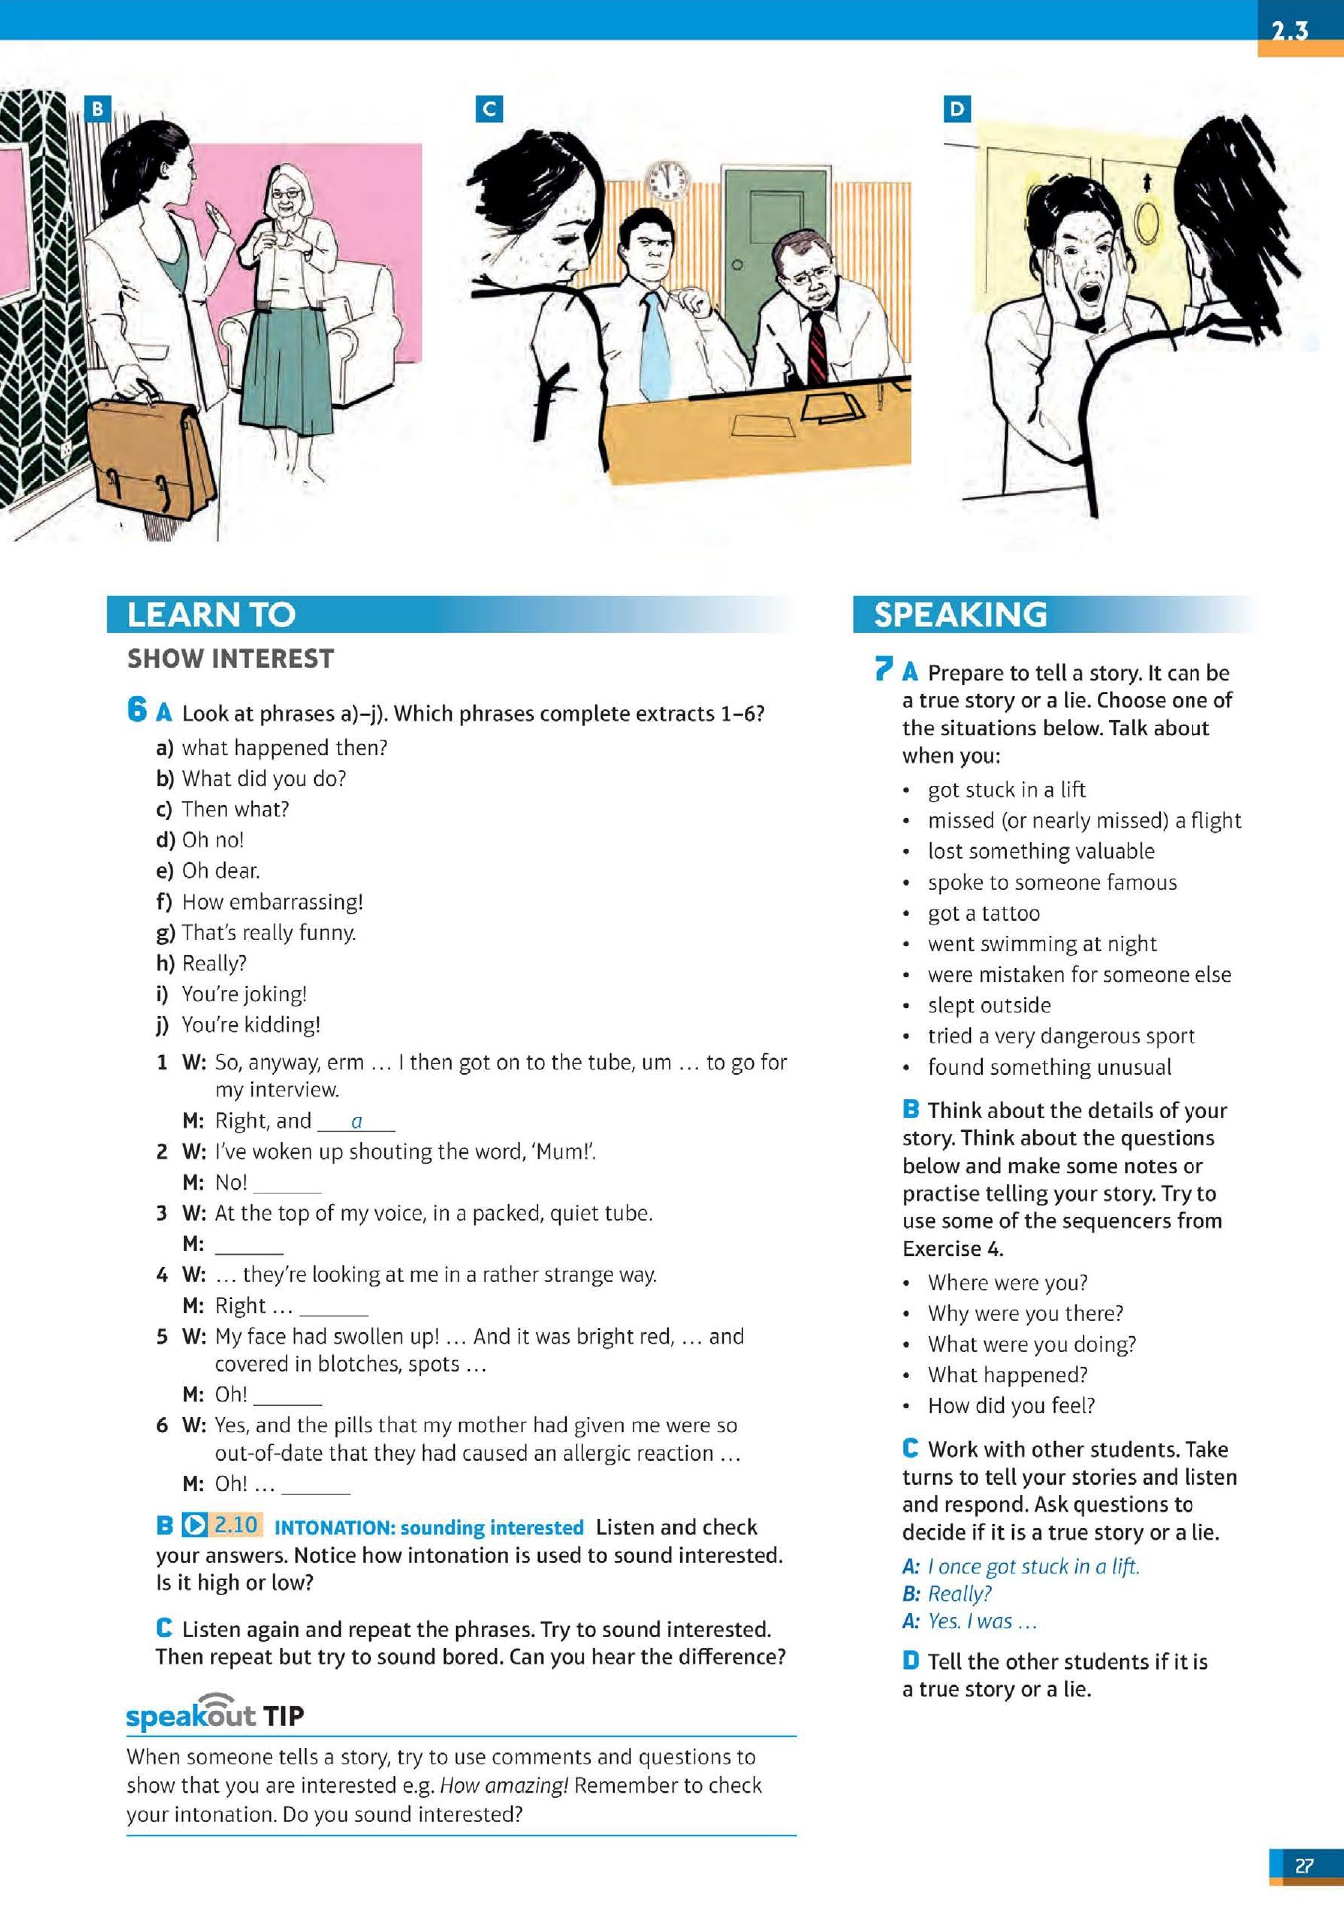 2.3
B
C
D
LEARN TO
SHOW INTEREST
6 A Look at phrases a)–j). Which phrases complete extracts 1–6?
a) what happened then?
b) What did you do?
c) Then what?
d) Oh no!
e) Oh dear.
f) How embarrassing!
g) That's really funny.
h) Really?
i) You're joking!
j) You're kidding!
1 W: So, anyway, erm … I then got on to the tube, um … to go for
my interview.
M: Right, and ___a___
2 W: I've woken up shouting the word, 'Mum!'.
M: No! ______
3 W: At the top of my voice, in a packed, quiet tube.
M: ______
4 W: … they're looking at me in a rather strange way.
M: Right … ______
5 W: My face had swollen up! … And it was bright red, … and
covered in blotches, spots …
M: Oh! ______
6 W: Yes, and the pills that my mother had given me were so
out-of-date that they had caused an allergic reaction …
M: Oh! … ______
B 2.10 INTONATION: sounding interested Listen and check
your answers. Notice how intonation is used to sound interested.
Is it high or low?
C Listen again and repeat the phrases. Try to sound interested.
Then repeat but try to sound bored. Can you hear the difference?
speakout TIP
When someone tells a story, try to use comments and questions to
show that you are interested e.g. How amazing! Remember to check
your intonation. Do you sound interested?
SPEAKING
7 A Prepare to tell a story. It can be
a true story or a lie. Choose one of
the situations below. Talk about
when you:
• got stuck in a lift
• missed (or nearly missed) a flight
• lost something valuable
• spoke to someone famous
• got a tattoo
• went swimming at night
• were mistaken for someone else
• slept outside
• tried a very dangerous sport
• found something unusual
B Think about the details of your
story. Think about the questions
below and make some notes or
practise telling your story. Try to
use some of the sequencers from
Exercise 4.
• Where were you?
• Why were you there?
• What were you doing?
• What happened?
• How did you feel?
C Work with other students. Take
turns to tell your stories and listen
and respond. Ask questions to
decide if it is a true story or a lie.
A: I once got stuck in a lift.
B: Really?
A: Yes. I was …
D Tell the other students if it is
a true story or a lie.
27